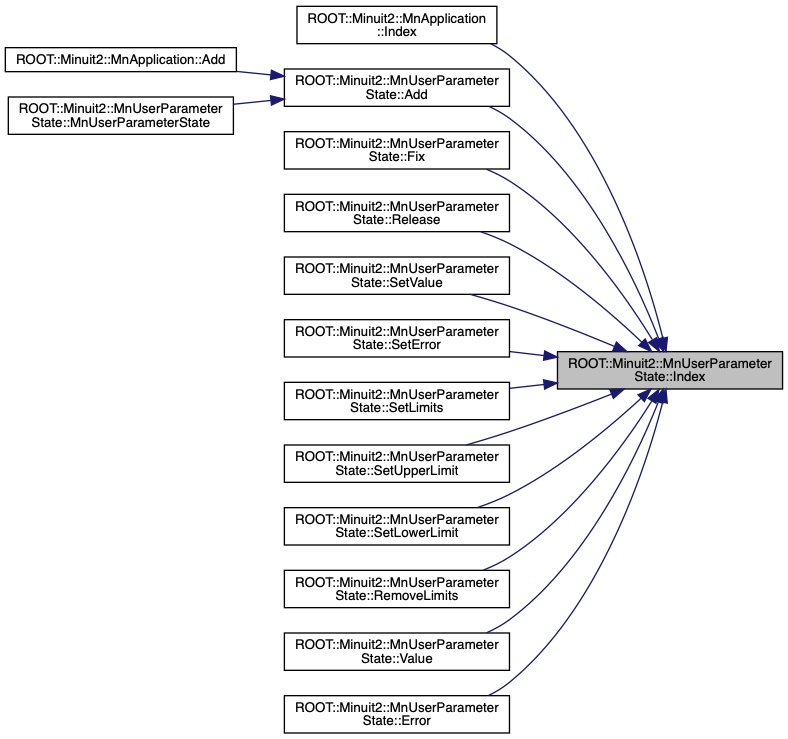 ROOT::Minuit2::MnApplication
::Index
ROOT::Minuit2::MnApplication::Add
ROOT::Minuit2::MnUserParameter
State::Add
ROOT::Minuit2::MnUserParameter
State::MnUserParameterState
ROOT::Minuit2::MnUserParameter
State::Fix
ROOT::Minuit2::MnUserParameter
State::Release
ROOT::Minuit2::MnUserParameter
State::SetValue
ROOT::Minuit2::MnUserParameter
State::SetError
ROOT::Minuit2::MnUserParameter
State::Index
ROOT::Minuit2::MnUserParameter
State::SetLimits
ROOT::Minuit2::MnUserParameter
State::SetUpperLimit
ROOT::Minuit2::MnUserParameter
State::SetLowerLimit
ROOT::Minuit2::MnUserParameter
State::RemoveLimits
ROOT::Minuit2::MnUserParameter
State::Value
ROOT::Minuit2::MnUserParameter
State::Error